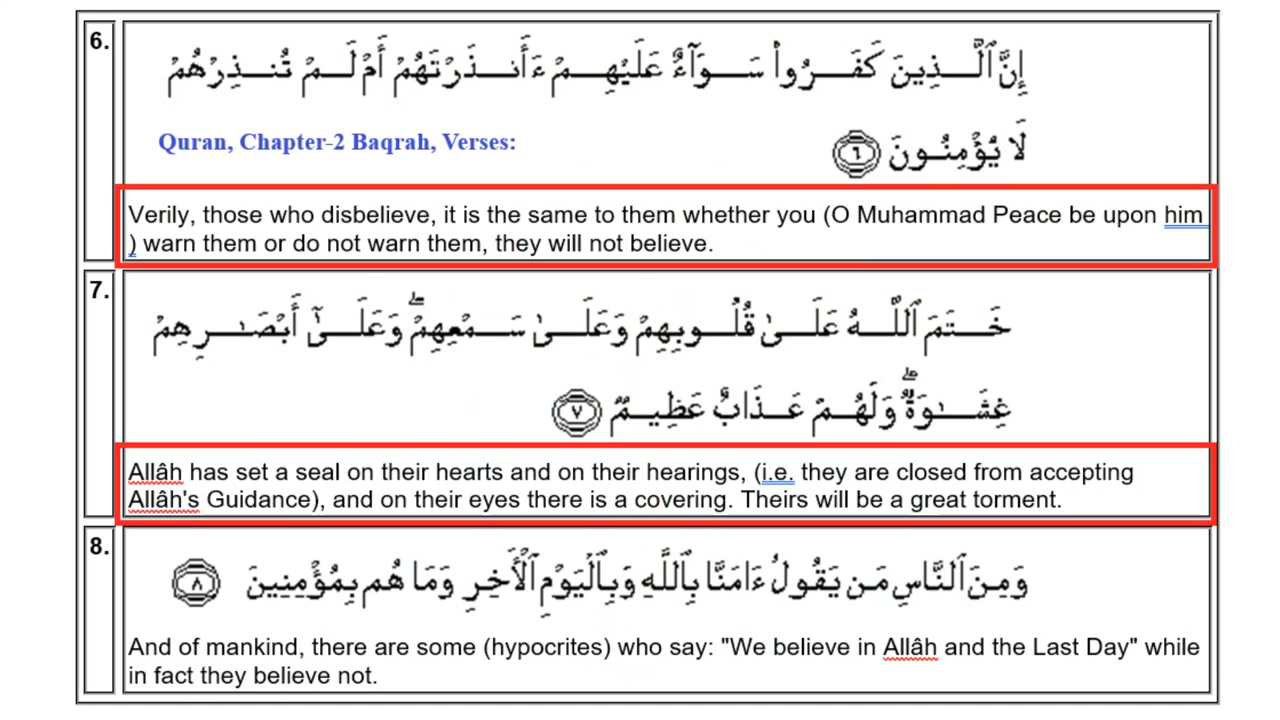 6.
إِنَّ ٱلَّذِينَ كَفَرُوا۟ سَوَآءٌ عَلَيْهِمْ ءَأَنذَرْتَهُمْ أَمْ لَمْ تُنذِرْهُمْ
لَا يُؤْمِنُونَ ٦
Quran, Chapter-2 Baqrah, Verses:
Verily, those who disbelieve, it is the same to them whether you (O Muhammad Peace be upon him
) warn them or do not warn them, they will not believe.
7.
خَتَمَ ٱللَّهُ عَلَىٰ قُلُوبِهِمْ وَعَلَىٰ سَمْعِهِمْ ۖ وَعَلَىٰٓ أَبْصَـٰرِهِمْ
غِشَـٰوَةٌ ۖ وَلَهُمْ عَذَابٌ عَظِيمٌ ٧
Allâh has set a seal on their hearts and on their hearings, (i.e. they are closed from accepting
Allâh's Guidance), and on their eyes there is a covering. Theirs will be a great torment.
8.
وَمِنَ ٱلنَّاسِ مَن يَقُولُ ءَامَنَّا بِٱللَّهِ وَبِٱلْيَوْمِ ٱلْأَخِرِ وَمَا هُم بِمُؤْمِنِينَ ٨
And of mankind, there are some (hypocrites) who say: "We believe in Allâh and the Last Day" while
in fact they believe not.